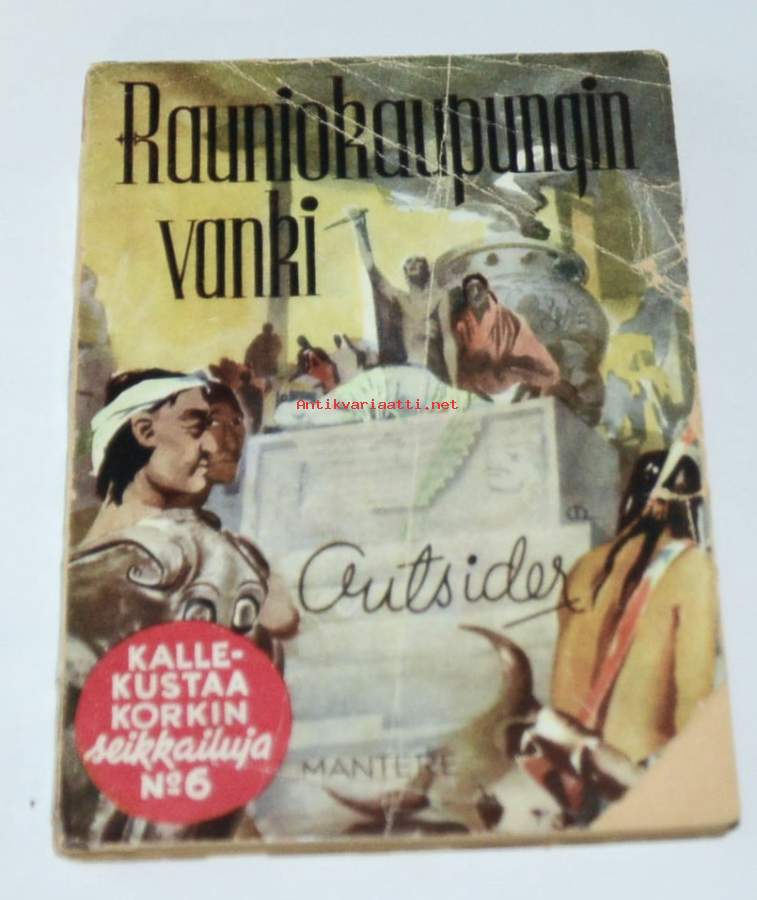 Rauniokaupungin
vanki
Antikvariaatti.net
Outsider
KALLE-
KUSTAA
KORKIN
seikkailuja
No 6
MANTERE